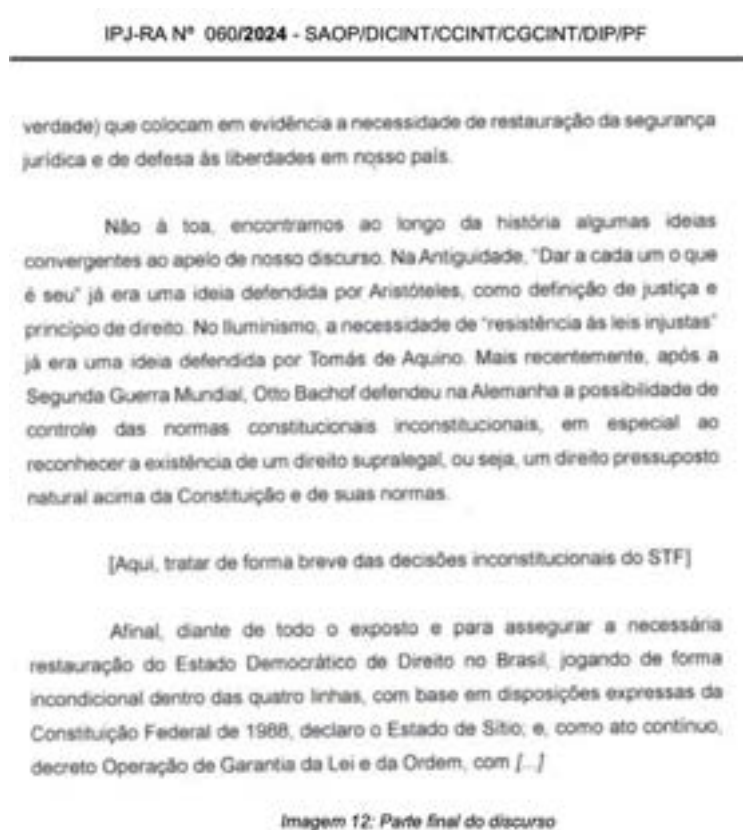 IPJ-RA Nº 060/2024 - SAOP/DICINT/CCINT/CGCINT/DIP/PF
verdade) que colocam em evidência a necessidade de restauração da segurança
jurídica e de defesa às liberdades em nosso país.
Não à toa, encontramos ao longo da história algumas ideias
convergentes ao apelo de nosso discurso. Na Antiguidade, "Dar a cada um o que
é seu" já era uma ideia defendida por Aristóteles, como definição de justiça e
princípio de direito. No Iluminismo, a necessidade de "resistência às leis injustas"
já era uma ideia defendida por Tomás de Aquino. Mais recentemente, após a
Segunda Guerra Mundial, Otto Bachof defendeu na Alemanha a possibilidade de
controle das normas constitucionais inconstitucionais, em especial ao
reconhecer a existência de um direito supralegal, ou seja, um direito pressuposto
natural acima da Constituição e de suas normas.
[Aqui, tratar de forma breve das decisões inconstitucionais do STF]
Afinal, diante de todo o exposto e para assegurar a necessária
restauração do Estado Democrático de Direito no Brasil, jogando de forma
incondicional dentro das quatro linhas, com base em disposições expressas da
Constituição Federal de 1988, declaro o Estado de Sítio; e, como ato contínuo,
decreto Operação de Garantia da Lei e da Ordem, com [...]
Imagem 12: Parte final do discurso